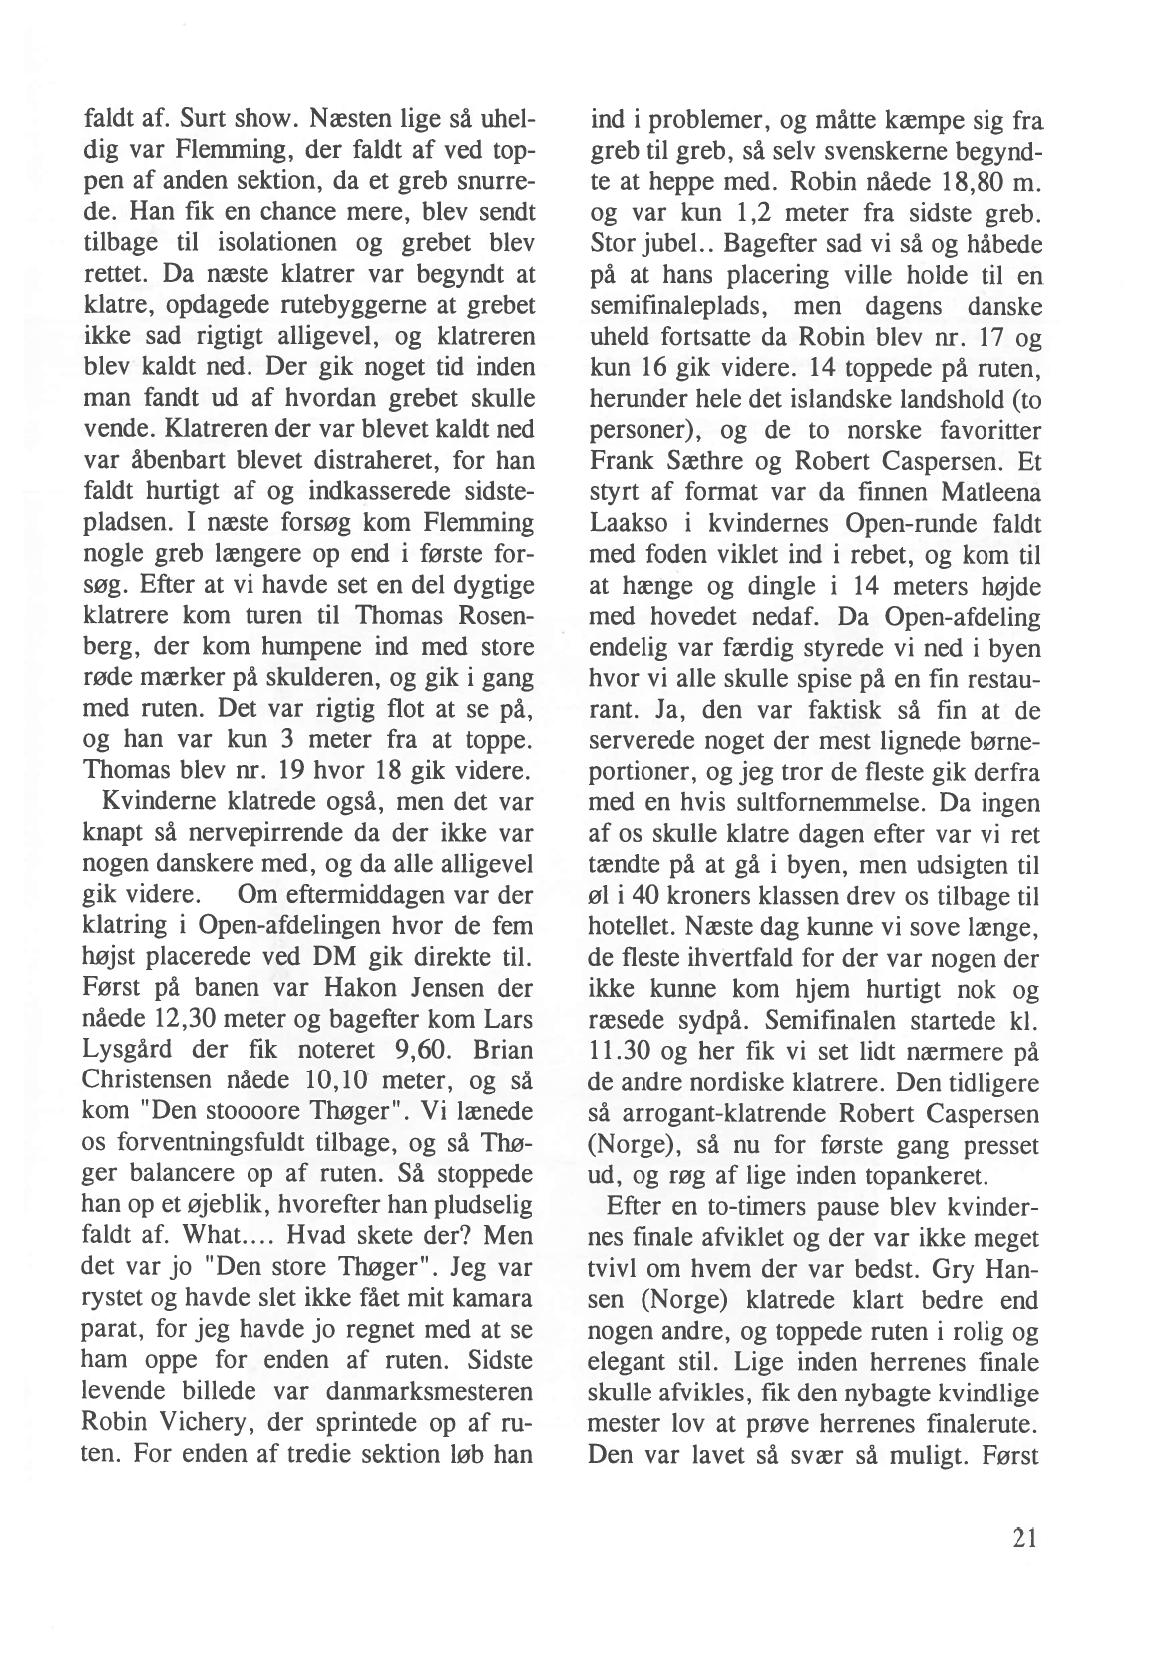 faldt af. Surt show. Næsten lige så uhel-
dig var Flemming, der faldt af ved top-
pen af anden sektion, da et greb snurre-
de. Han fik en chance mere, blev sendt
tilbage til isolationen og grebet blev
rettet. Da næste klatrer var begyndt at
klatre, opdagede rutebyggerne at grebet
ikke sad rigtigt alligevel, og klatreren
blev kaldt ned. Der gik noget tid inden
man fandt ud af hvordan grebet skulle
vende. Klatreren der var blevet kaldt ned
var åbenbart blevet distraheret, for han
faldt hurtigt af og indkasserede sidste-
pladsen. I næste forsøg kom Flemming
nogle greb længere op end i første for-
søg. Efter at vi havde set en del dygtige
klatrere kom turen til Thomas Rosen-
berg, der kom humpene ind med store
røde mærker på skulderen, og gik i gang
med ruten. Det var rigtig flot at se på,
og han var kun 3 meter fra at toppe.
Thomas blev nr. 19 hvor 18 gik videre.
Kvinderne klatrede også, men det var
knapt så nervepirrende da der ikke var
nogen danskere med, og da alle alligevel
gik videre. Om eftermiddagen var der
klatring i Open-afdelingen hvor de fem
højst placerede ved DM gik direkte til.
Først på banen var Hakon Jensen der
nåede 12,30 meter og bagefter kom Lars
Lysgård der fik noteret 9,60. Brian
Christensen nåede 10,10 meter, og så
kom "Den stoooore Thøger". Vi lænede
os forventningsfuldt tilbage, og så Thø-
ger balancere op af ruten. Så stoppede
han op et øjeblik, hvorefter han pludselig
faldt af. What.... Hvad skete der? Men
det var jo "Den store Thøger". Jeg var
rystet og havde slet ikke fået mit kamara
parat, for jeg havde jo regnet med at se
ham oppe for enden af ruten. Sidste
levende billede var danmarksmesteren
Robin Vichery, der sprintede op af ru-
ten. For enden af tredie sektion løb han
ind i problemer, og måtte kæmpe sig fra
greb til greb, så selv svenskerne begynd-
te at heppe med. Robin nåede 18,80 m.
og var kun 1,2 meter fra sidste greb.
Stor jubel.. Bagefter sad vi så og håbede
på at hans placering ville holde til en
semifinaleplads, men dagens danske
uheld fortsatte da Robin blev nr. 17 og
kun 16 gik videre. 14 toppede på ruten,
herunder hele det islandske landshold (to
personer), og de to norske favoritter
Frank Sæthre og Robert Caspersen. Et
styrt af format var da finnen Matleena
Laakso i kvindernes Open-runde faldt
med foden viklet ind i rebet, og kom til
at hænge og dingle i 14 meters højde
med hovedet nedaf. Da Open-afdeling
endelig var færdig styrede vi ned i byen
hvor vi alle skulle spise på en fin restau-
rant. Ja, den var faktisk så fin at de
serverede noget der mest lignede børne-
portioner, og jeg tror de fleste gik derfra
med en hvis sultfornemmelse. Da ingen
af os skulle klatre dagen efter var vi ret
tændte på at gå i byen, men udsigten til
øl i 40 kroners klassen drev os tilbage til
hotellet. Næste dag kunne vi sove længe,
de fleste ihvertfald for der var nogen der
ikke kunne kom hjem hurtigt nok og
ræsede sydpå. Semifinalen startede kl.
11.30 og her fik vi set lidt nærmere på
de andre nordiske klatrere. Den tidligere
så arrogant-klatrende Robert Caspersen
(Norge), så nu for første gang presset
ud, og røg af lige inden topankeret.
Efter en to-timers pause blev kvinder-
nes finale afviklet og der var ikke meget
tvivl om hvem der var bedst. Gry Han-
sen (Norge) klatrede klart bedre end
nogen andre, og toppede ruten i rolig og
elegant stil. Lige inden herrenes finale
skulle afvikles, fik den nybagte kvindlige
mester lov at prøve herrenes finalerute.
Den var lavet så svær så muligt. Først
21